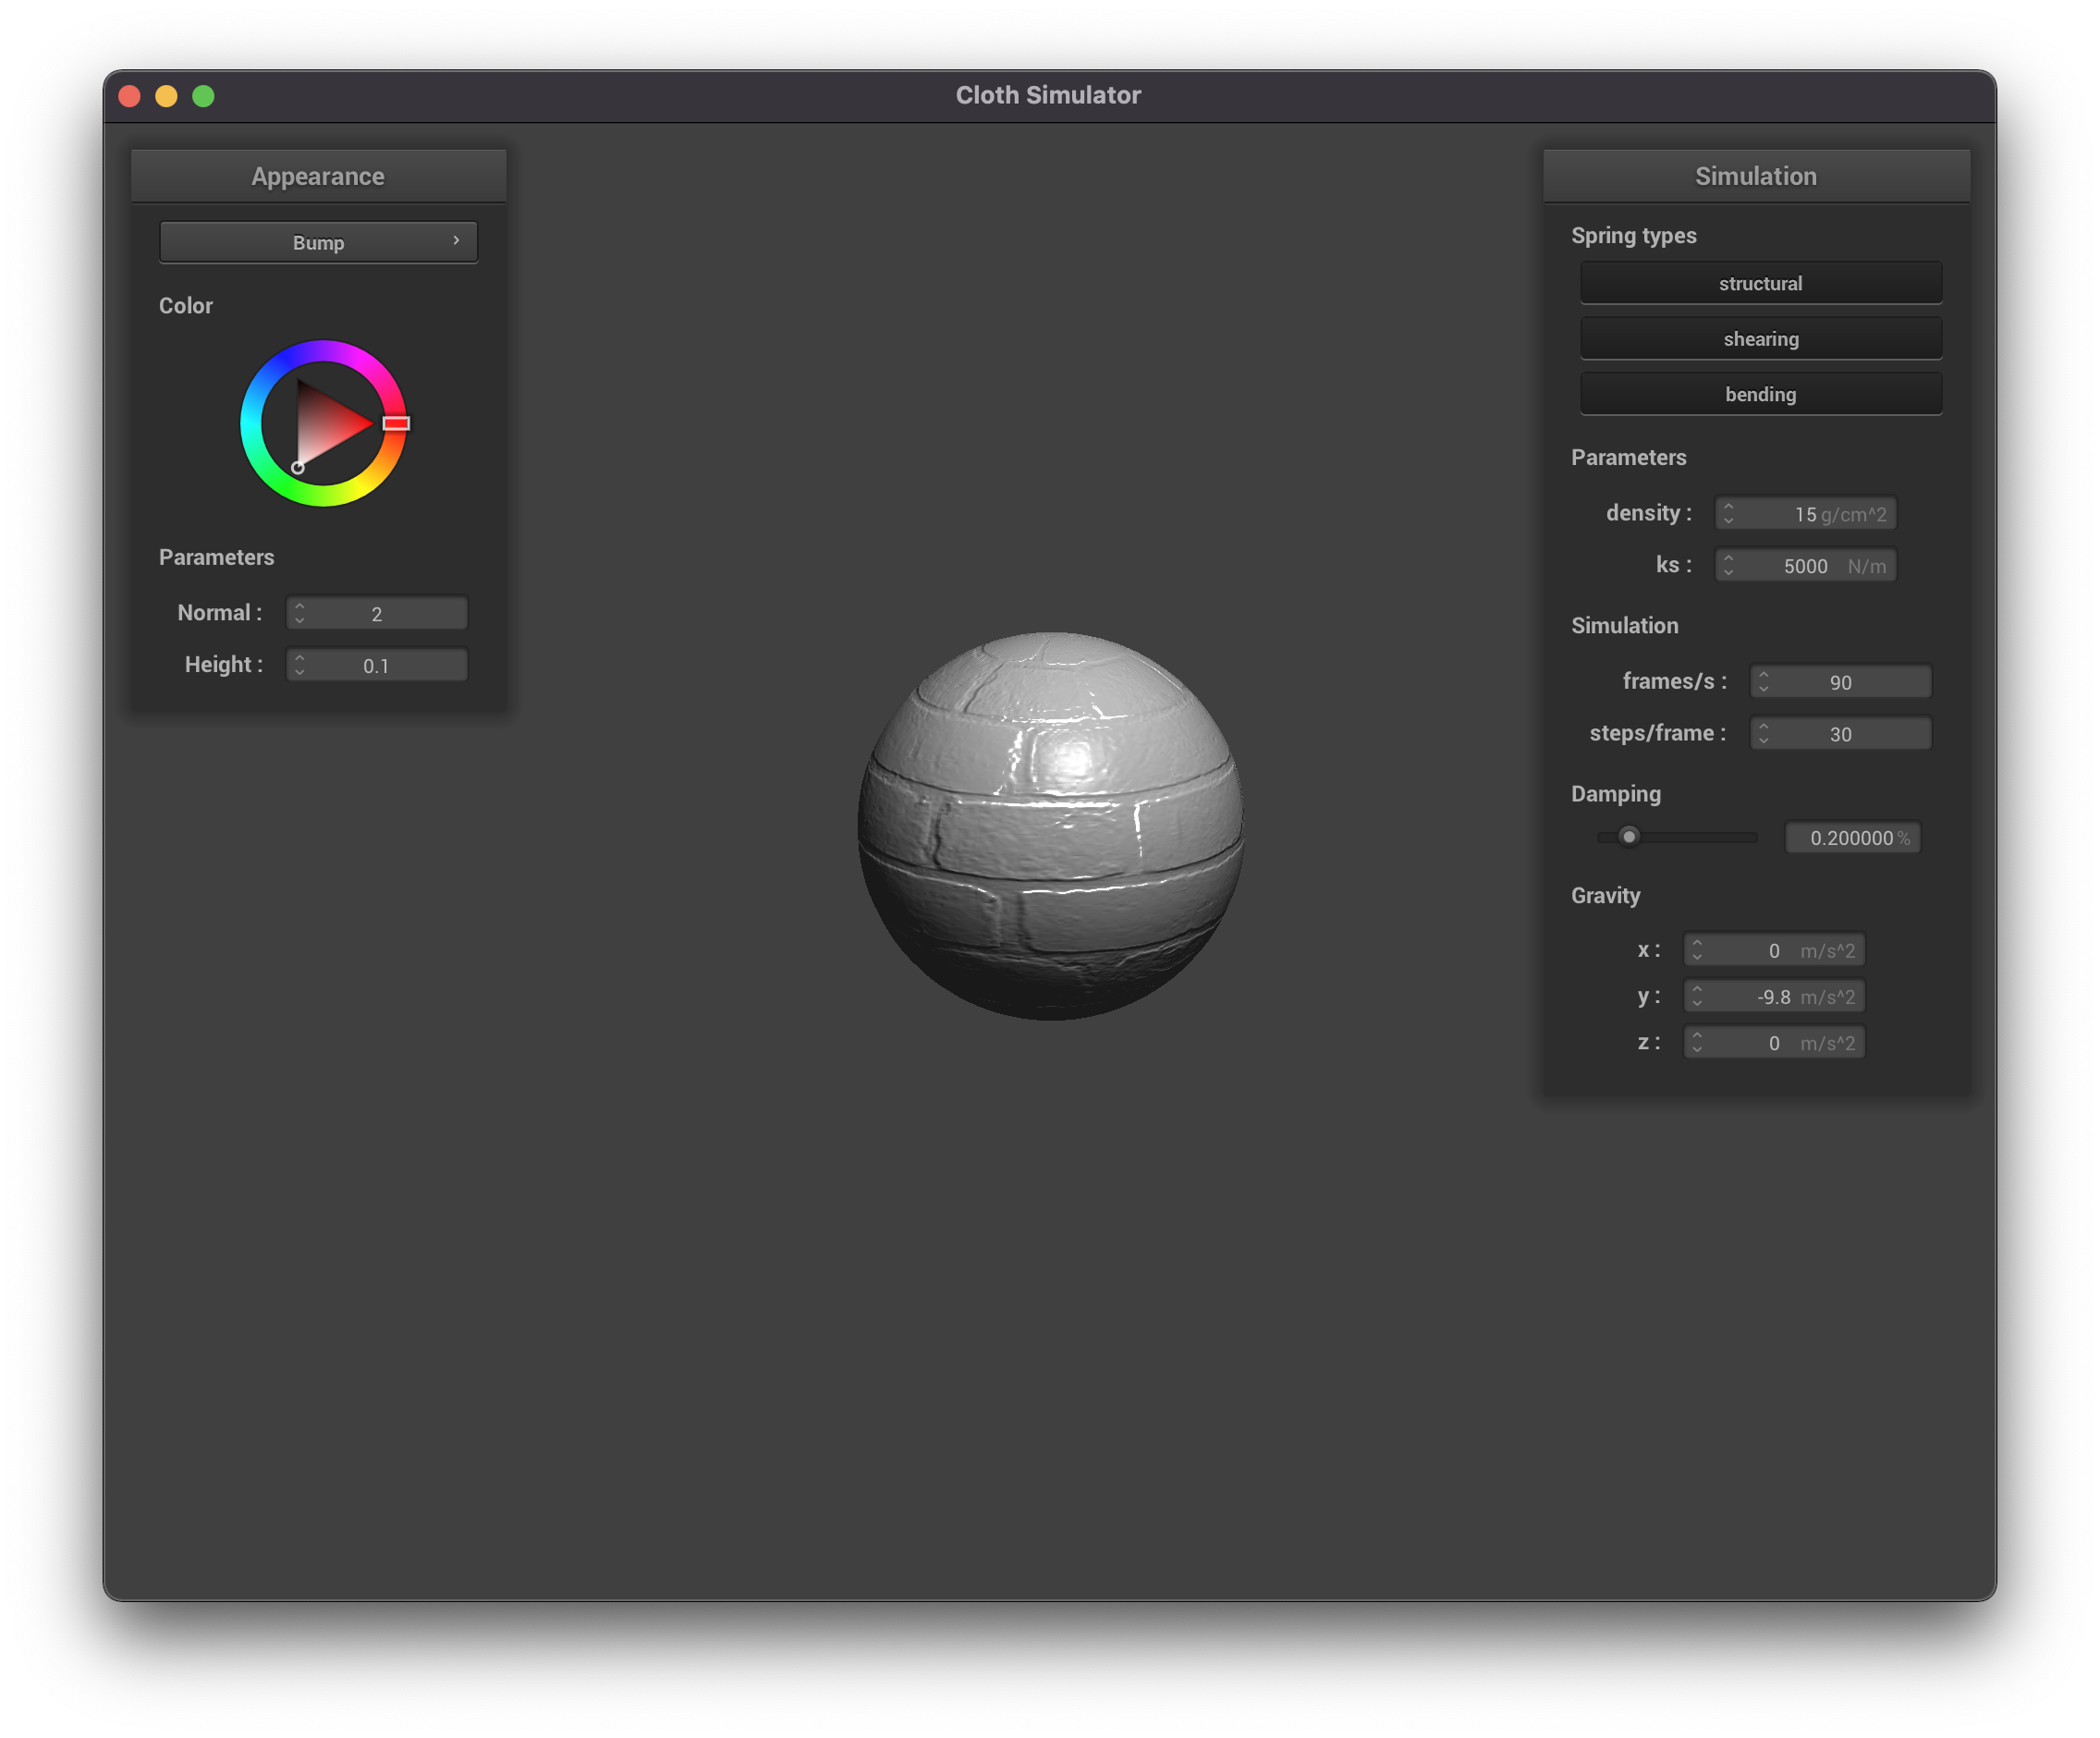 Cloth Simulator
Appearance
Bump
Color
Parameters
Normal : 2
Height : 0.1
Simulation
Spring types
structural
shearing
bending
Parameters
density : 15 g/cm^2
ks : 5000 N/m
Simulation
frames/s : 90
steps/frame : 30
Damping
0.200000 %
Gravity
x : 0 m/s^2
y : -9.8 m/s^2
z : 0 m/s^2